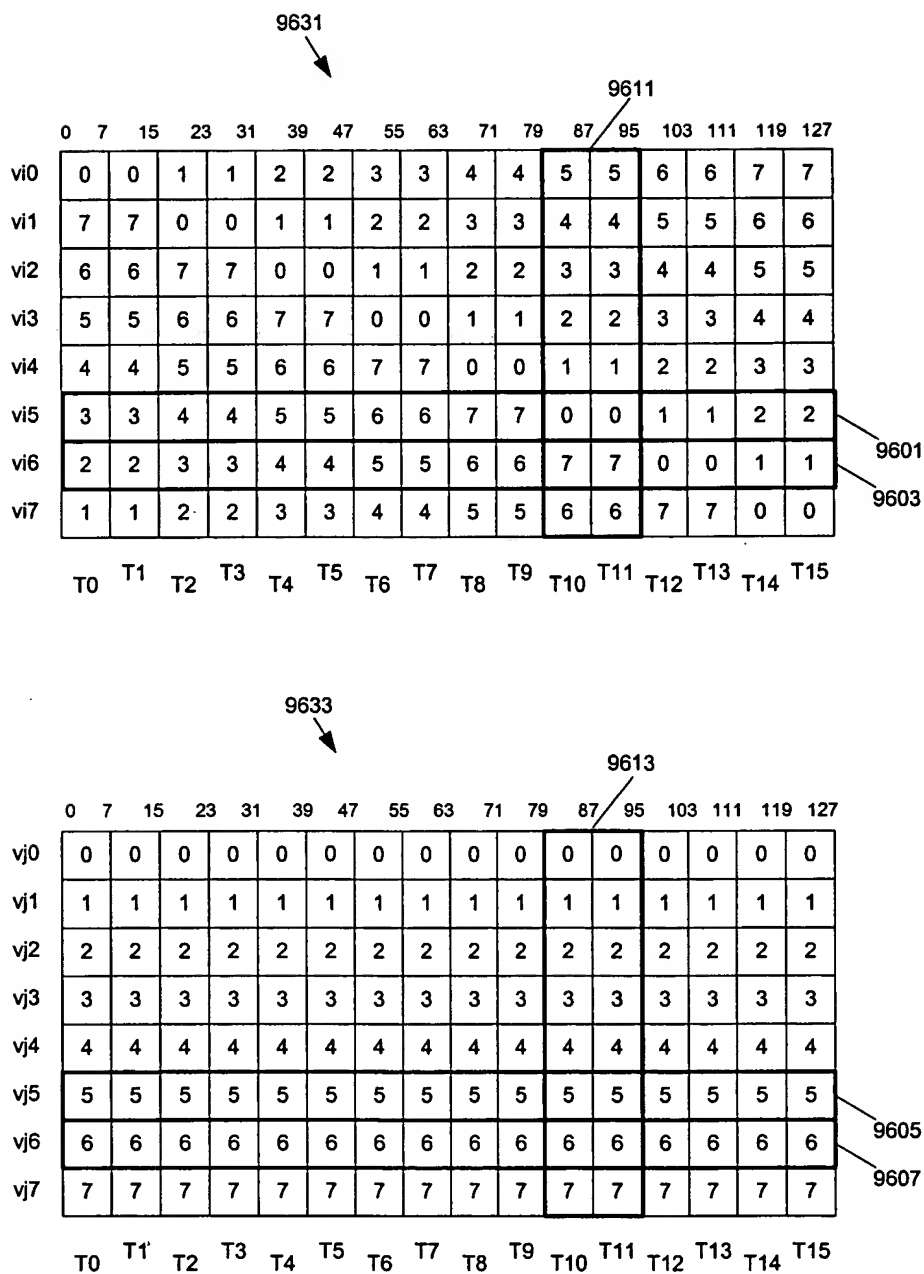 9631
9611
0 7 15 23 31 39 47 55 63 71 79 87 95 103 111 119 127
vi0 0 0 1 1 2 2 3 3 4 4 5 5 6 6 7 7
vi1 7 7 0 0 1 1 2 2 3 3 4 4 5 5 6 6
vi2 6 6 7 7 0 0 1 1 2 2 3 3 4 4 5 5
vi3 5 5 6 6 7 7 0 0 1 1 2 2 3 3 4 4
vi4 4 4 5 5 6 6 7 7 0 0 1 1 2 2 3 3
vi5 3 3 4 4 5 5 6 6 7 7 0 0 1 1 2 2
9601
vi6 2 2 3 3 4 4 5 5 6 6 7 7 0 0 1 1
9603
vi7 1 1 2 2 3 3 4 4 5 5 6 6 7 7 0 0
T0 T1 T2 T3 T4 T5 T6 T7 T8 T9 T10 T11 T12 T13 T14 T15
9633
9613
0 7 15 23 31 39 47 55 63 71 79 87 95 103 111 119 127
vj0 0 0 0 0 0 0 0 0 0 0 0 0 0 0 0 0
vj1 1 1 1 1 1 1 1 1 1 1 1 1 1 1 1 1
vj2 2 2 2 2 2 2 2 2 2 2 2 2 2 2 2 2
vj3 3 3 3 3 3 3 3 3 3 3 3 3 3 3 3 3
vj4 4 4 4 4 4 4 4 4 4 4 4 4 4 4 4 4
vj5 5 5 5 5 5 5 5 5 5 5 5 5 5 5 5 5
9605
vj6 6 6 6 6 6 6 6 6 6 6 6 6 6 6 6 6
9607
vj7 7 7 7 7 7 7 7 7 7 7 7 7 7 7 7 7
T0 T1 T2 T3 T4 T5 T6 T7 T8 T9 T10 T11 T12 T13 T14 T15